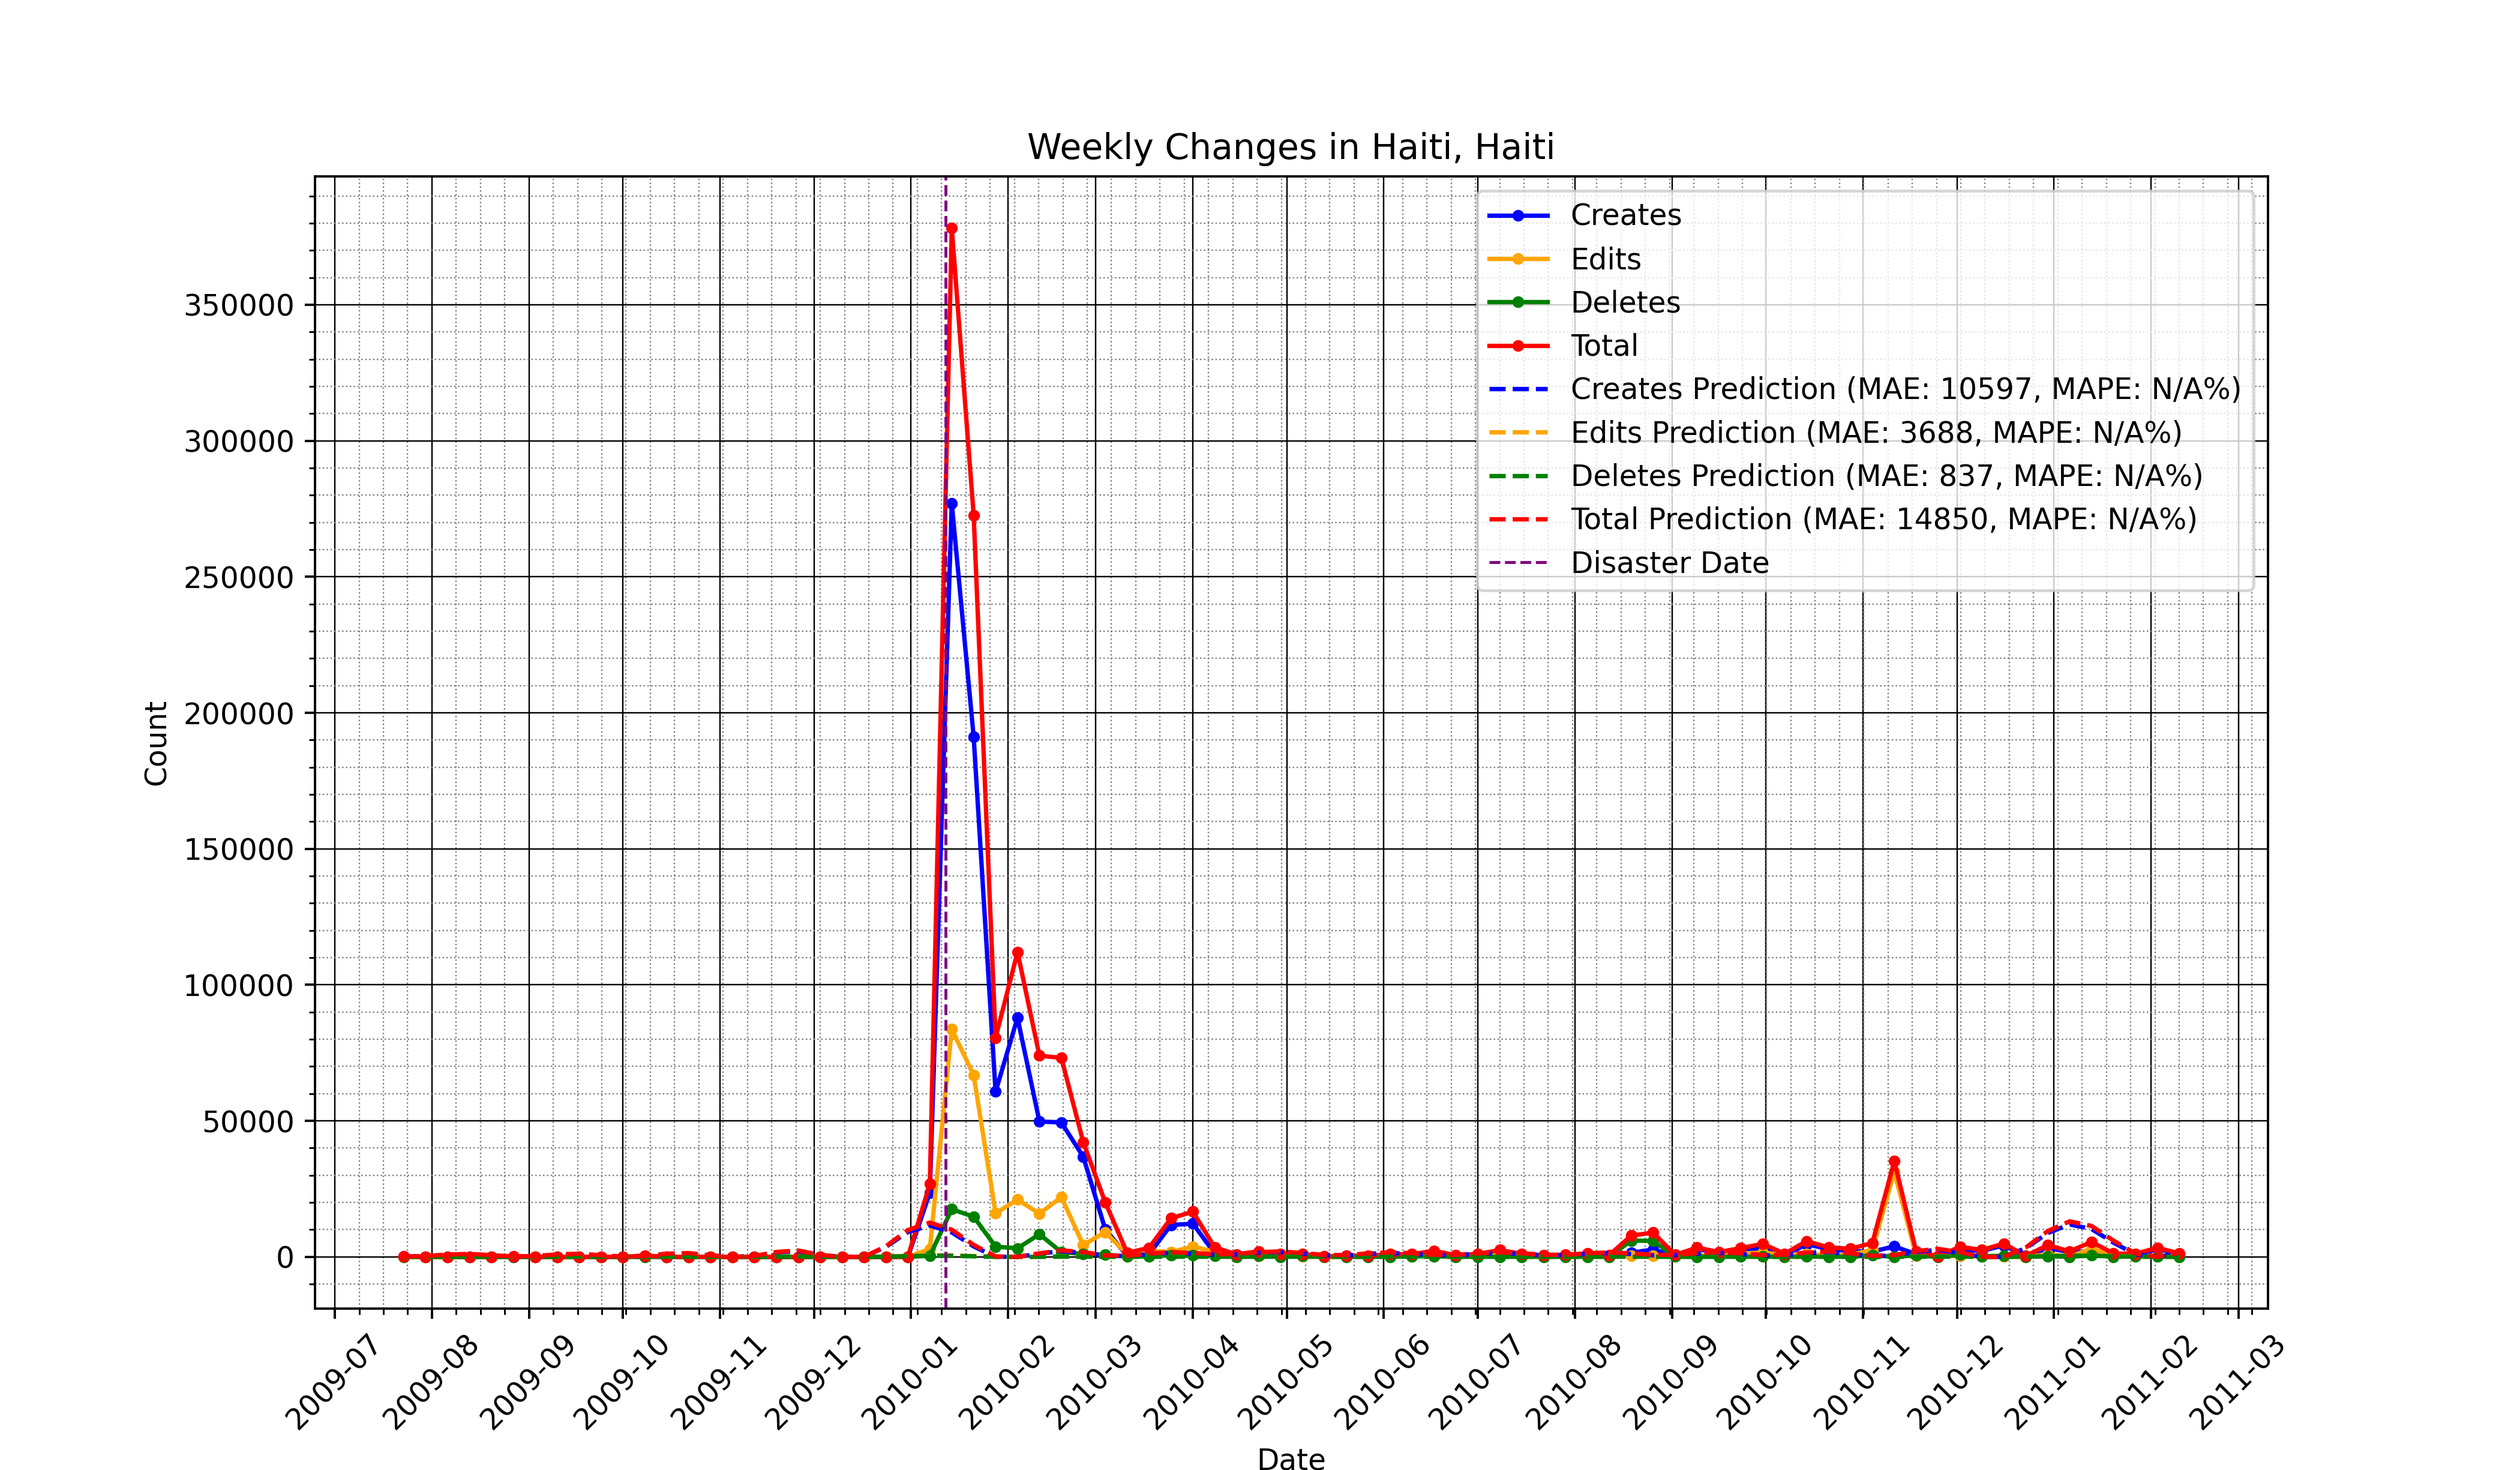 Weekly Changes in Haiti, Haiti
Creates
Edits
Deletes
Total
Creates Prediction (MAE: 10597, MAPE: N/A%)
Edits Prediction (MAE: 3688, MAPE: N/A%)
Deletes Prediction (MAE: 837, MAPE: N/A%)
Total Prediction (MAE: 14850, MAPE: N/A%)
Disaster Date
Count
350000
300000
250000
200000
150000
100000
50000
0
2009-07
2009-08
2009-09
2009-10
2009-11
2009-12
2010-01
2010-02
2010-03
2010-04
2010-05
2010-06
2010-07
2010-08
2010-09
2010-10
2010-11
2010-12
2011-01
2011-02
2011-03
Date